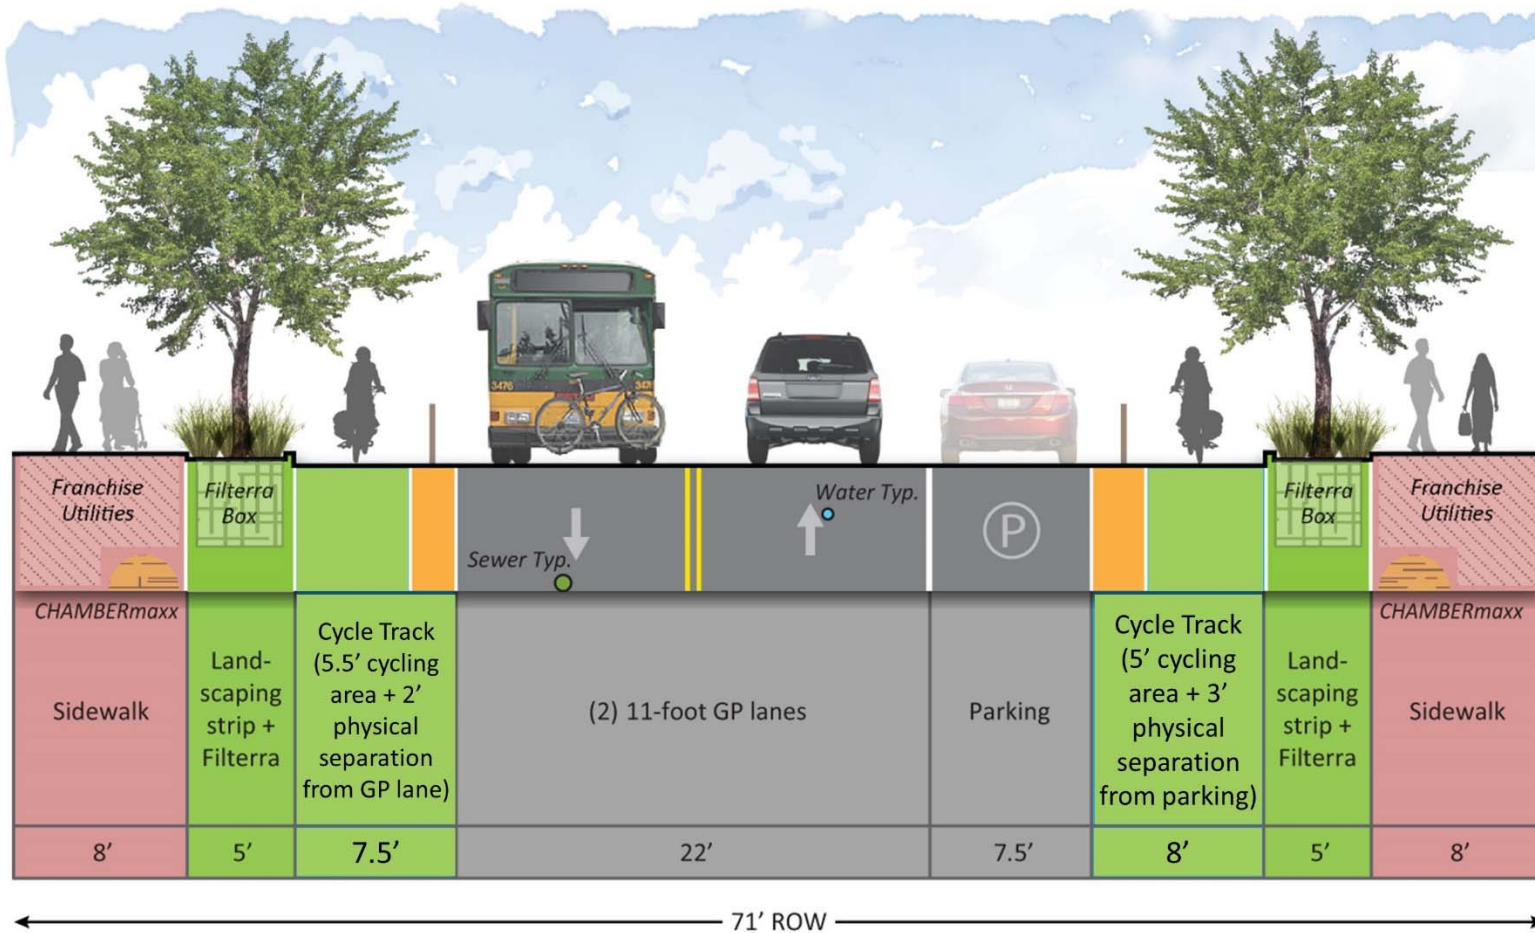 3476
Franchise
Utilities
Filterra
Box
Sewer Typ.
Water Typ.
P
Filterra
Box
Franchise
Utilities
CHAMBERmaxx
Sidewalk
Land-
scaping
strip +
Filterra
Cycle Track
(5.5’ cycling
area + 2’
physical
separation
from GP lane)
(2) 11-foot GP lanes
Parking
Cycle Track
(5’ cycling
area + 3’
physical
separation
from parking)
Land-
scaping
strip +
Filterra
CHAMBERmaxx
Sidewalk
8’
5’
7.5’
22’
7.5’
8’
5’
8’
71’ ROW